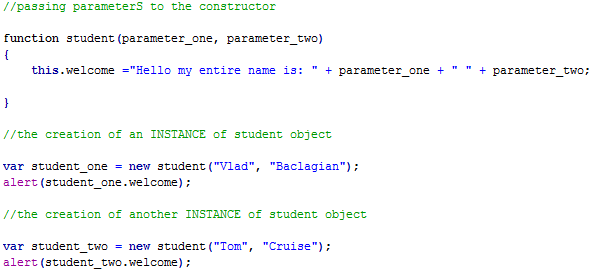 //passing parameterS to the constructor
function student(parameter_one, parameter_two)
{
this.welcome ="Hello my entire name is: " + parameter_one + " " + parameter_two;
}
//the creation of an INSTANCE of student object
var student_one = new student("Vlad", "Baclagian");
alert(student_one.welcome);
//the creation of another INSTANCE of student object
var student_two = new student("Tom", "Cruise");
alert(student_two.welcome);